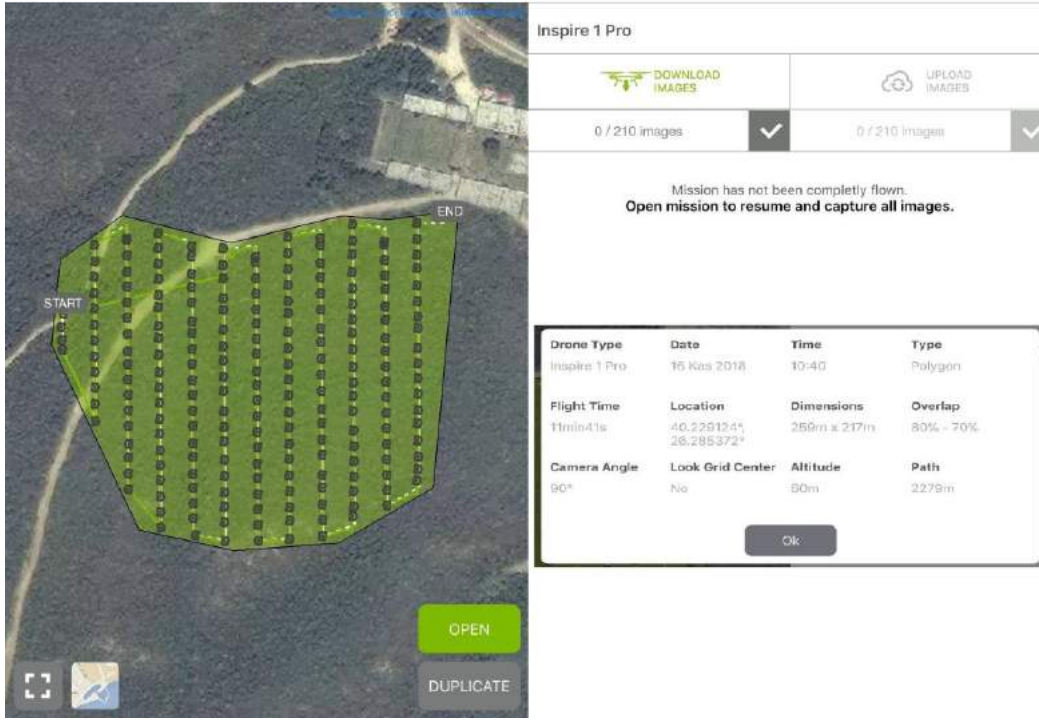 Inspire 1 Pro
DOWNLOAD
IMAGES
UPLOAD
IMAGES
0 / 210 images
0 / 210 images
Mission has not been completly flown.
Open mission to resume and capture all images.
END
START
Drone Type
Date
Time
Type
Inspire 1 Pro
16 Kas 2018
10:40
Polygon
Flight Time
Location
Dimensions
Overlap
11min41s
40.229124°,
26.285372°
259m x 217m
80% - 70%
Camera Angle
Look Grid Center
Altitude
Path
90°
No
60m
2279m
Ok
OPEN
DUPLICATE